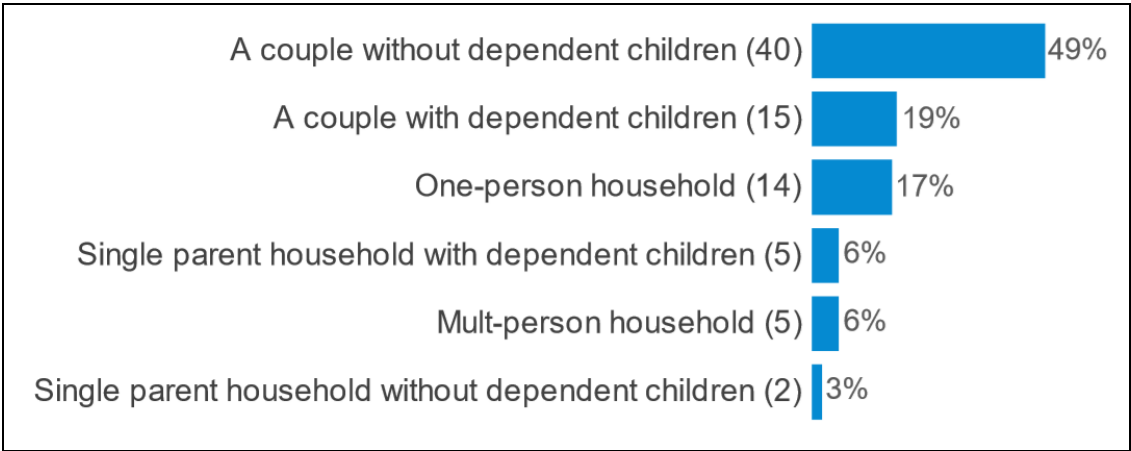 A couple without dependent children (40) 49%
A couple with dependent children (15) 19%
One-person household (14) 17%
Single parent household with dependent children (5) 6%
Mult-person household (5) 6%
Single parent household without dependent children (2) 3%